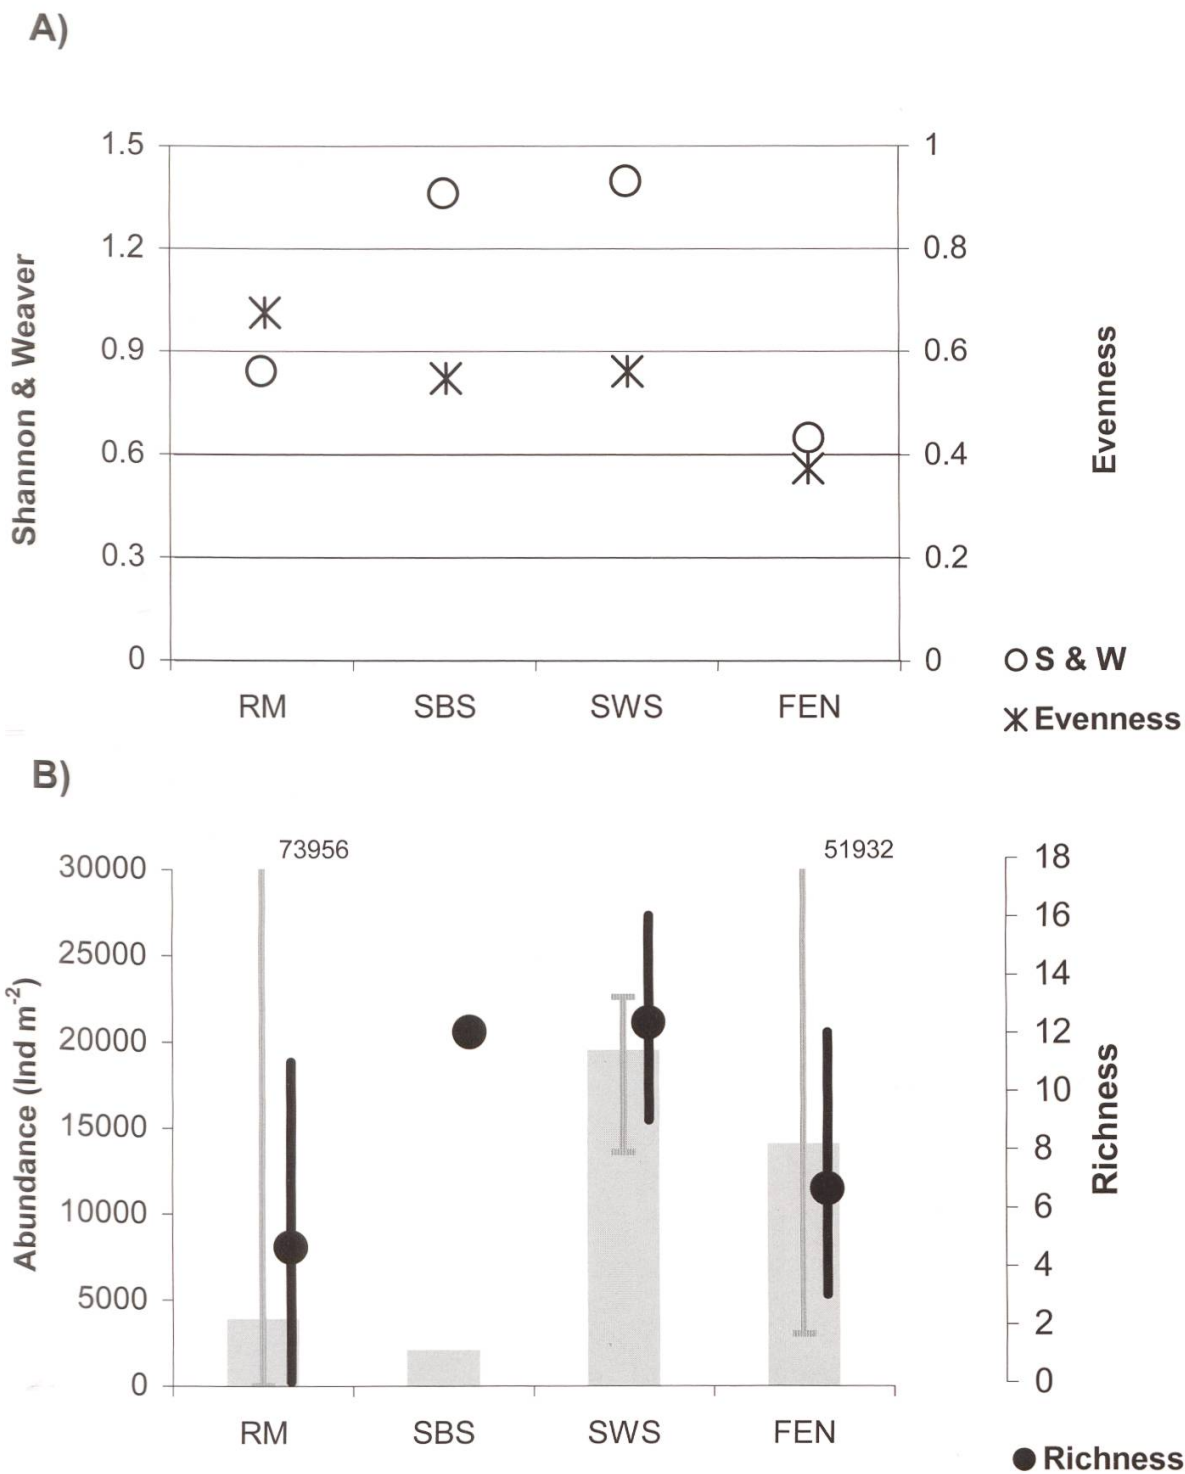 A)
Shannon & Weaver
1.5
1.2
0.9
0.6
0.3
0
1
0.8
0.6
0.4
0.2
0
Evenness
RM SBS SWS FEN
S & W
Evenness
B)
Abundance (Ind m-2)
73956
51932
30000
25000
20000
15000
10000
5000
0
18
16
14
12
10
8
6
4
2
0
Richness
RM SBS SWS FEN
Richness